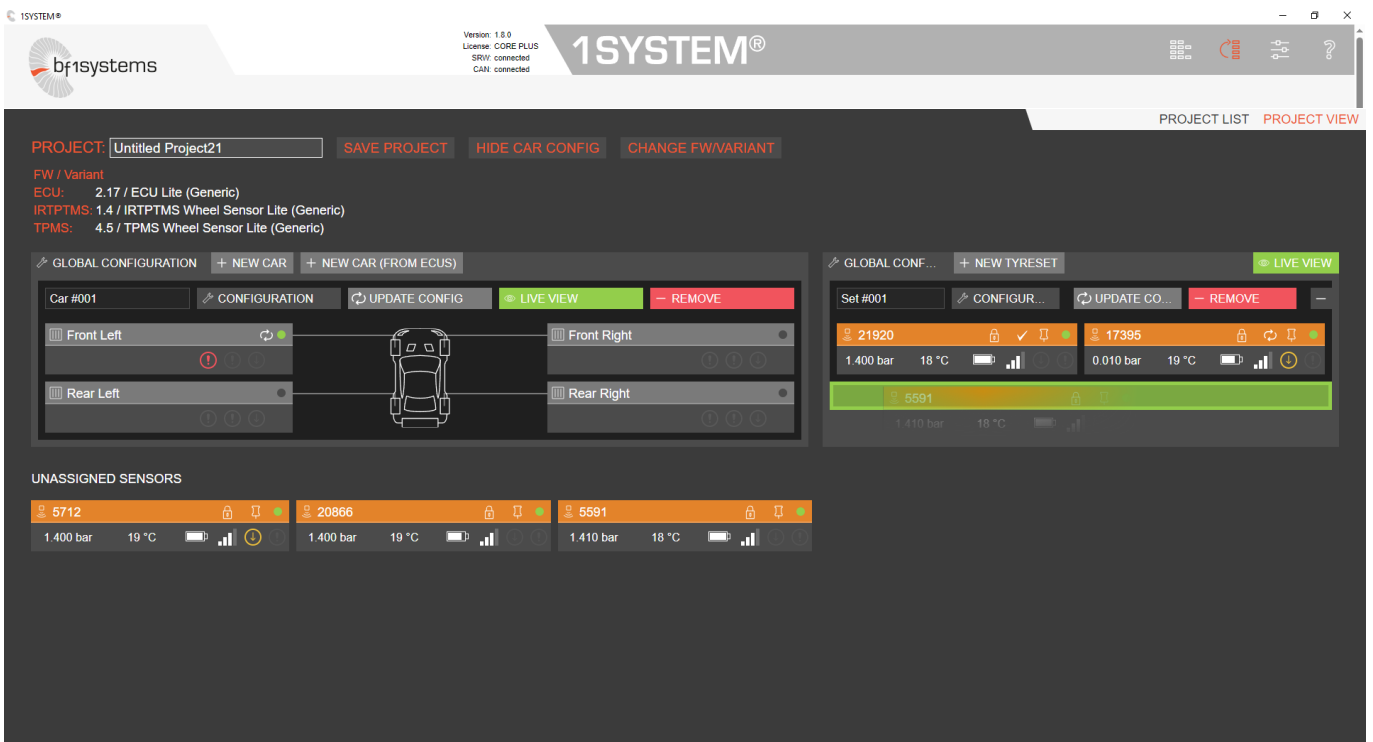 1SYSTEM®
bf1systems
Version: 1.8.0
License: CORE PLUS
SRW: connected
CAN: connected
1SYSTEM®
PROJECT LIST PROJECT VIEW
PROJECT: Untitled Project21 SAVE PROJECT HIDE CAR CONFIG CHANGE FW/VARIANT
FW / Variant
ECU: 2.17 / ECU Lite (Generic)
IRTPTMS: 1.4 / IRTPTMS Wheel Sensor Lite (Generic)
TPMS: 4.5 / TPMS Wheel Sensor Lite (Generic)
GLOBAL CONFIGURATION + NEW CAR + NEW CAR (FROM ECUS)
Car #001 CONFIGURATION UPDATE CONFIG LIVE VIEW − REMOVE
Front Left Front Right
Rear Left Rear Right
GLOBAL CONF... + NEW TYRESET LIVE VIEW
Set #001 CONFIGUR... UPDATE CO... − REMOVE −
21920 17395
1.400 bar 18 °C 0.010 bar 19 °C
5591
1.410 bar 18 °C
UNASSIGNED SENSORS
5712 20866 5591
1.400 bar 19 °C 1.400 bar 19 °C 1.410 bar 18 °C